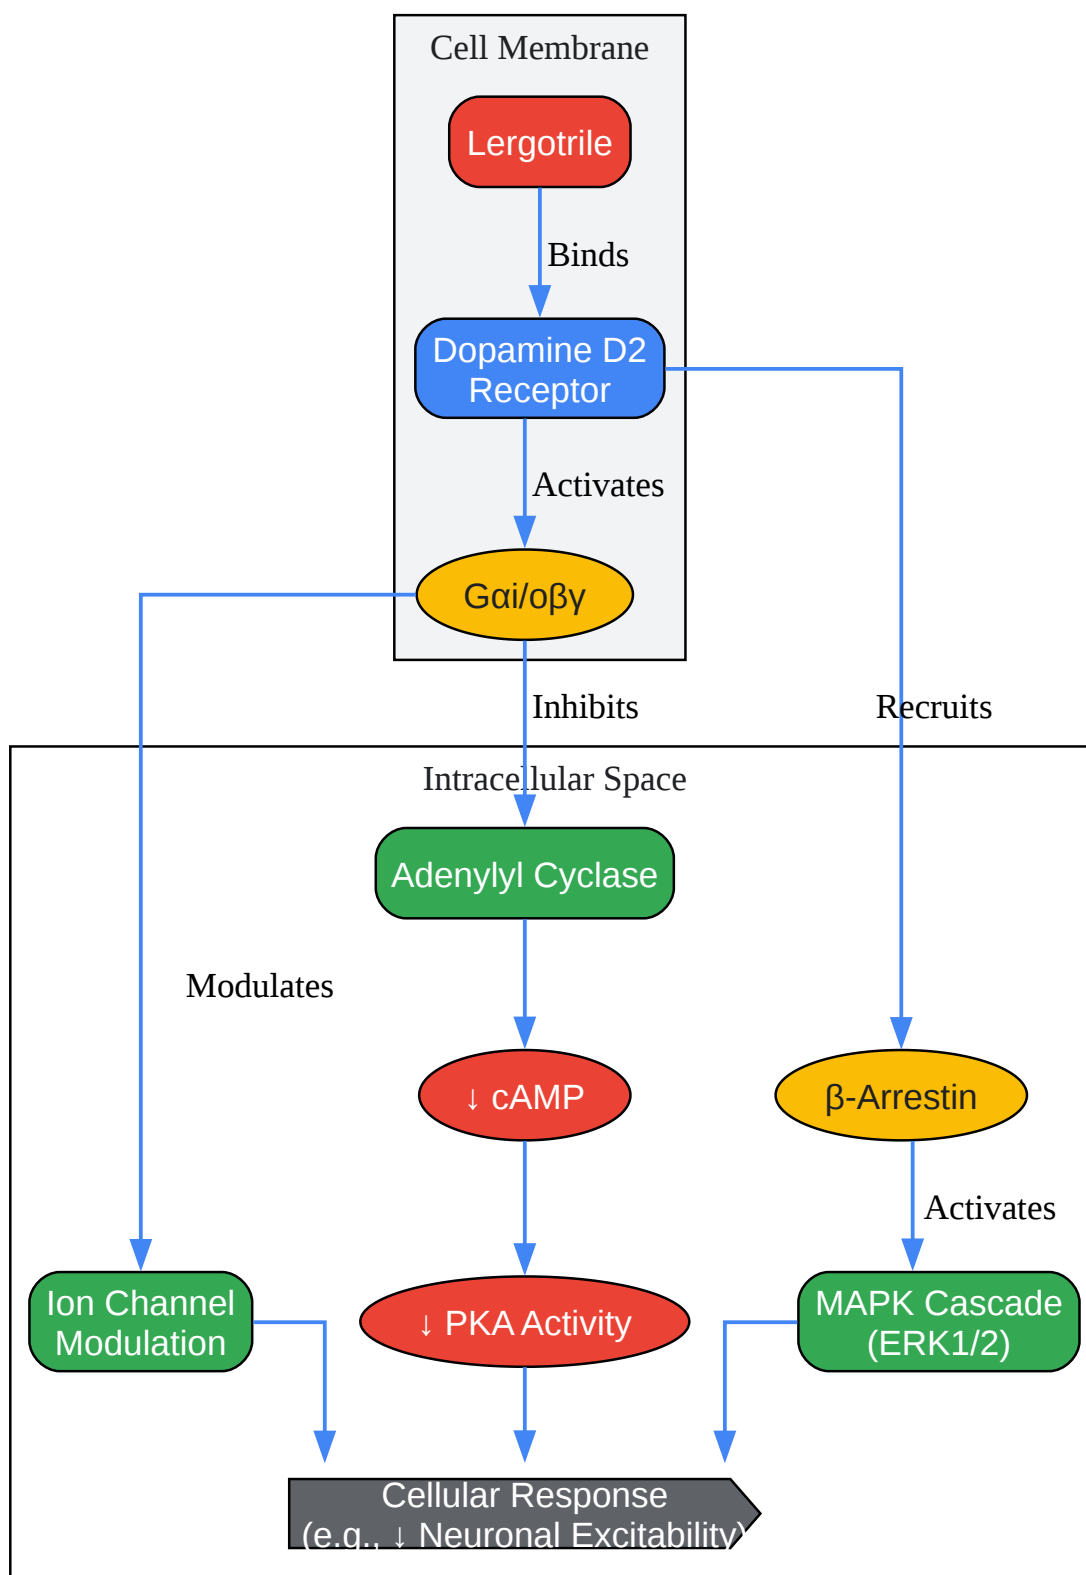 Cell Membrane
Lergotrile
Binds
Dopamine D2
Receptor
Activates
Gαi/oβγ
Inhibits
Recruits
Intracellular Space
Adenylyl Cyclase
Modulates
↓ cAMP
β-Arrestin
Activates
Ion Channel
Modulation
↓ PKA Activity
MAPK Cascade
(ERK1/2)
Cellular Response
(e.g., ↓ Neuronal Excitability)